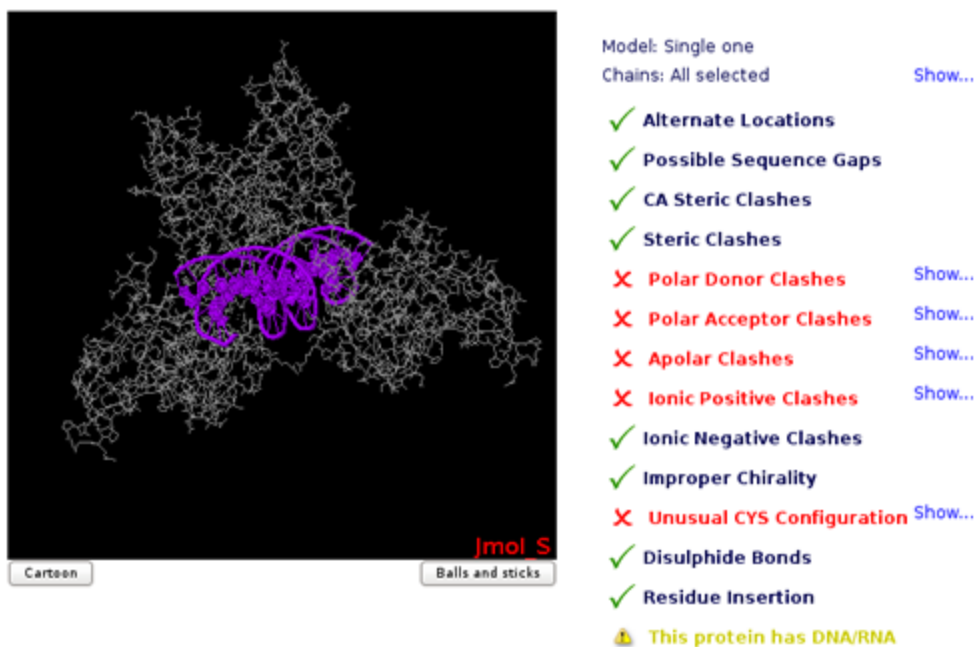 Model: Single one
Chains: All selected Show...
Alternate Locations
Possible Sequence Gaps
CA Steric Clashes
Steric Clashes
Polar Donor Clashes Show...
Polar Acceptor Clashes Show...
Apolar Clashes Show...
Ionic Positive Clashes Show...
Ionic Negative Clashes
Improper Chirality
Unusual CYS Configuration Show...
Disulphide Bonds
Residue Insertion
This protein has DNA/RNA
Jmol_S
Cartoon Balls and sticks